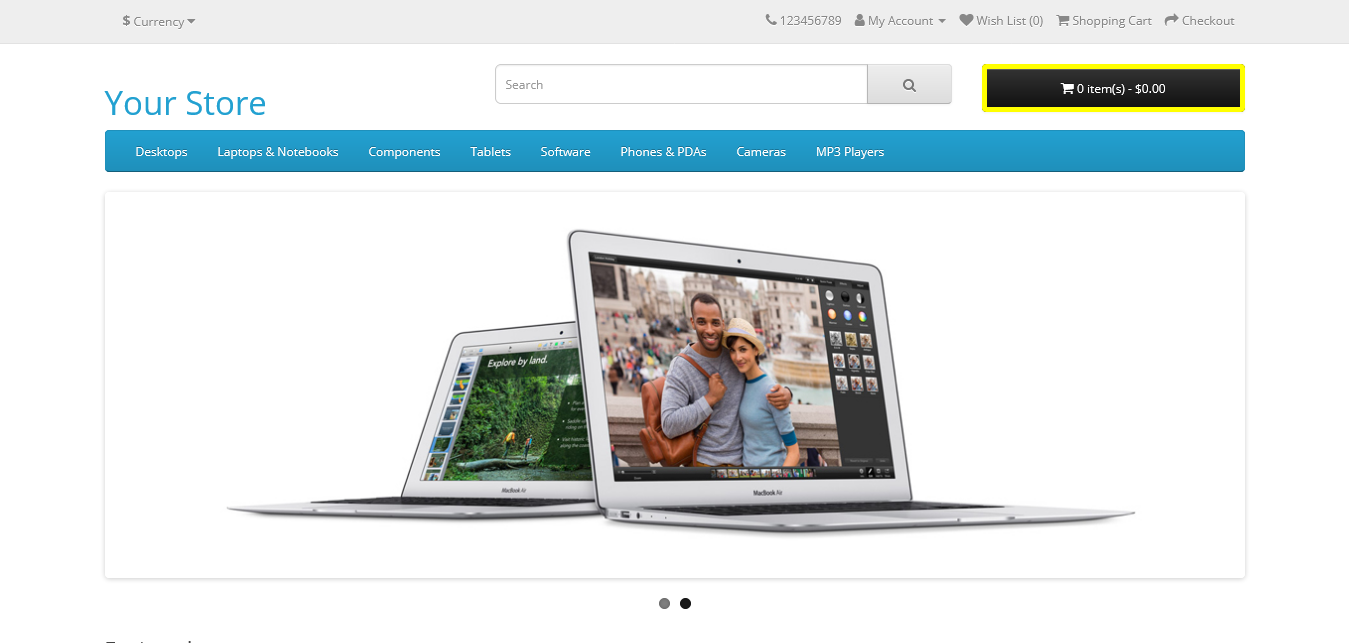 $ Currency
123456789 My Account Wish List (0) Shopping Cart Checkout
Your Store
Search
0 item(s) - $0.00
Desktops Laptops & Notebooks Components Tablets Software Phones & PDAs Cameras MP3 Players
Explore by land.
MacBook Air
MacBook Air